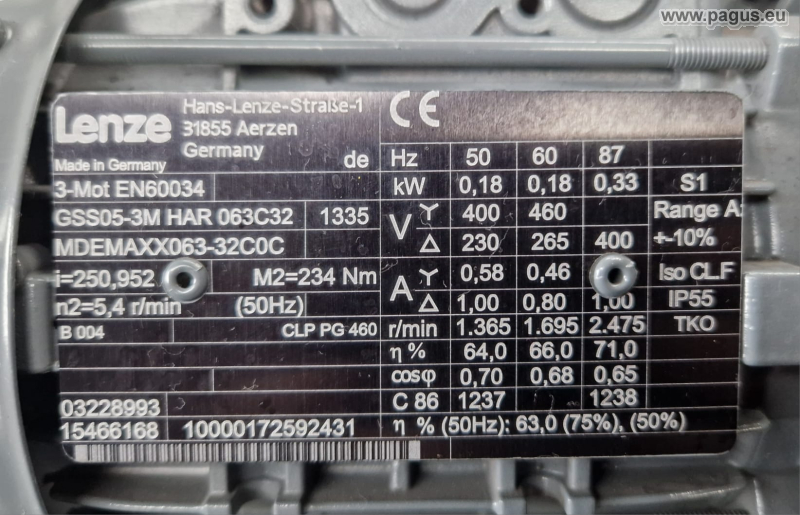 www.pagus.eu
Lenze
Hans-Lenze-Straße-1
31855 Aerzen
Germany
Made in Germany
de
3-Mot EN60034
GSS05-3M HAR 063C32 1335
MDEMAXX063-32C0C
i=250,952 M2=234 Nm
n2=5,4 r/min (50Hz)
B 004 CLP PG 460
03228993
15466168 10000172592431
CE
Hz 50 60 87
kW 0,18 0,18 0,33 S1
V Y 400 460 Range A:
Δ 230 265 400 +-10%
A Y 0,58 0,46 Iso CLF
Δ 1,00 0,80 1,00 IP55
r/min 1.365 1.695 2.475 TKO
η % 64,0 66,0 71,0
cosφ 0,70 0,68 0,65
C 86 1237 1238
η % (50Hz): 63,0 (75%), (50%)